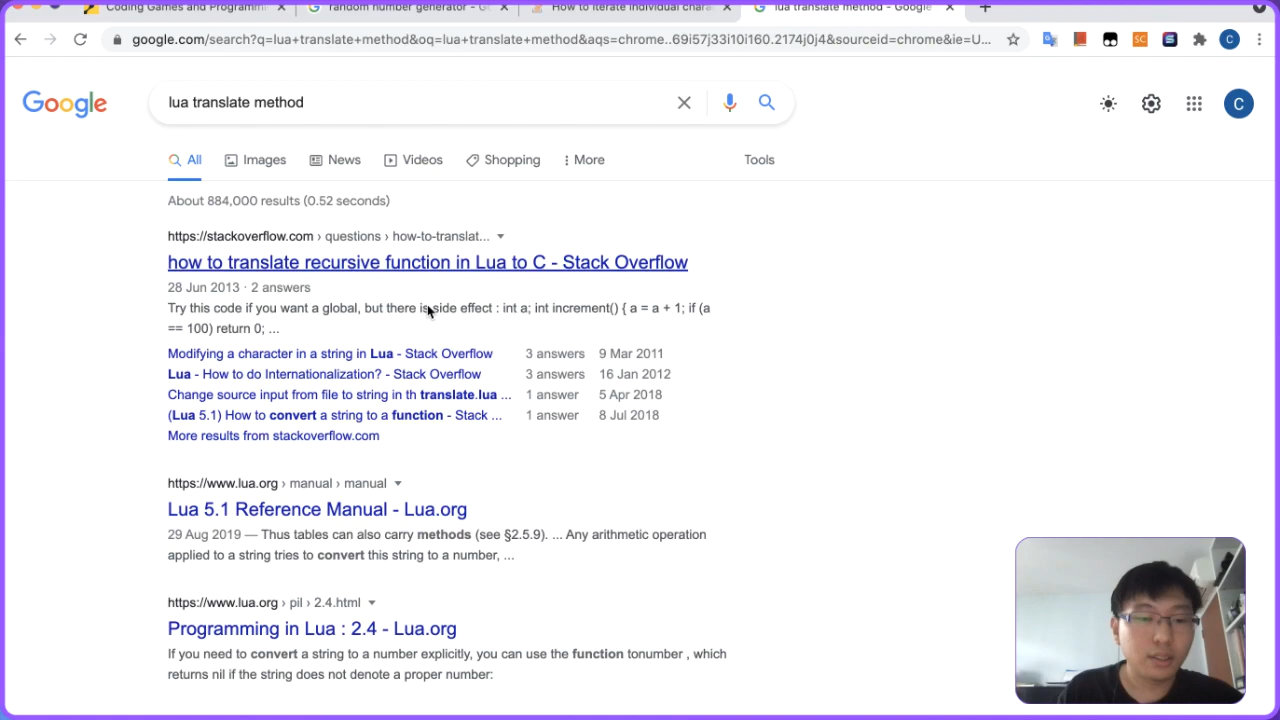 Coding Games and Programmi
random number generator - Go
How to iterate individual chara
lua translate method - Google
google.com/search?q=lua+translate+method&oq=lua+translate+method&aqs=chrome..69i57j33i10i160.2174j0j4&sourceid=chrome&ie=U...
SC
S
C
Google
lua translate method
C
All
Images
News
Videos
Shopping
More
Tools
About 884,000 results (0.52 seconds)
https://stackoverflow.com › questions › how-to-translat...
how to translate recursive function in Lua to C - Stack Overflow
28 Jun 2013 · 2 answers
Try this code if you want a global, but there is side effect : int a; int increment() { a = a + 1; if (a
== 100) return 0; ...
Modifying a character in a string in Lua - Stack Overflow 3 answers 9 Mar 2011
Lua - How to do Internationalization? - Stack Overflow 3 answers 16 Jan 2012
Change source input from file to string in th translate.lua ... 1 answer 5 Apr 2018
(Lua 5.1) How to convert a string to a function - Stack ... 1 answer 8 Jul 2018
More results from stackoverflow.com
https://www.lua.org › manual › manual
Lua 5.1 Reference Manual - Lua.org
29 Aug 2019 — Thus tables can also carry methods (see §2.5.9). ... Any arithmetic operation
applied to a string tries to convert this string to a number, ...
https://www.lua.org › pil › 2.4.html
Programming in Lua : 2.4 - Lua.org
If you need to convert a string to a number explicitly, you can use the function tonumber , which
returns nil if the string does not denote a proper number: